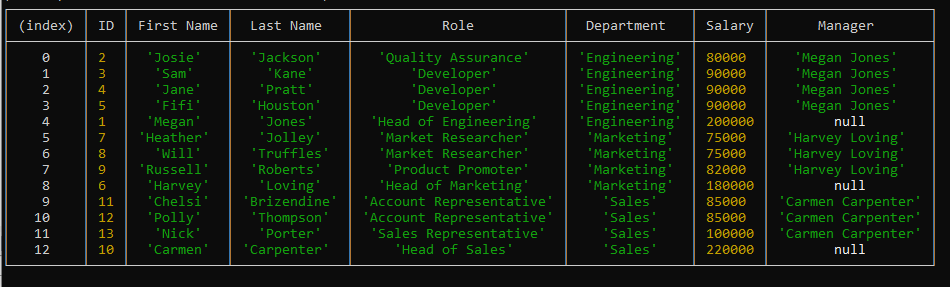 (index) ID First Name Last Name Role Department Salary Manager
0 2 'Josie' 'Jackson' 'Quality Assurance' 'Engineering' 80000 'Megan Jones'
1 3 'Sam' 'Kane' 'Developer' 'Engineering' 90000 'Megan Jones'
2 4 'Jane' 'Pratt' 'Developer' 'Engineering' 90000 'Megan Jones'
3 5 'Fifi' 'Houston' 'Developer' 'Engineering' 90000 'Megan Jones'
4 1 'Megan' 'Jones' 'Head of Engineering' 'Engineering' 200000 null
5 7 'Heather' 'Jolley' 'Market Researcher' 'Marketing' 75000 'Harvey Loving'
6 8 'Will' 'Truffles' 'Market Researcher' 'Marketing' 75000 'Harvey Loving'
7 9 'Russell' 'Roberts' 'Product Promoter' 'Marketing' 82000 'Harvey Loving'
8 6 'Harvey' 'Loving' 'Head of Marketing' 'Marketing' 180000 null
9 11 'Chelsi' 'Brizendine' 'Account Representative' 'Sales' 85000 'Carmen Carpenter'
10 12 'Polly' 'Thompson' 'Account Representative' 'Sales' 85000 'Carmen Carpenter'
11 13 'Nick' 'Porter' 'Sales Representative' 'Sales' 100000 'Carmen Carpenter'
12 10 'Carmen' 'Carpenter' 'Head of Sales' 'Sales' 220000 null